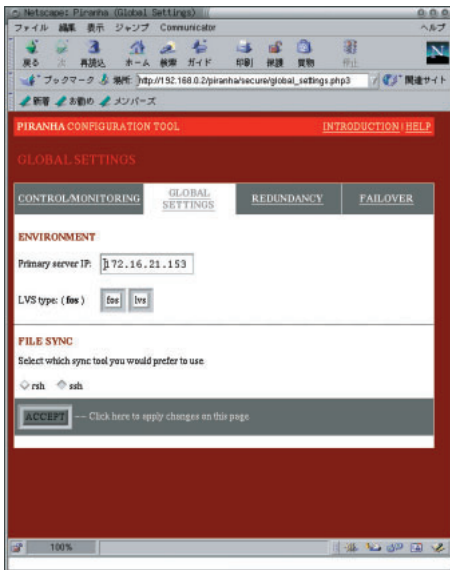 Netscape: Piranha (Global Settings)
ファイル 編集 表示 ジャンプ Communicator ヘルプ
戻る 次 再読込 ホーム 検索 ガイド 印刷 保護 買物 停止
ブックマーク 場所: http://192.168.0.2/piranha/secure/global_settings.php3 関連サイト
新着 お勧め メンバーズ
PIRANHA CONFIGURATION TOOL INTRODUCTION | HELP
GLOBAL SETTINGS
CONTROL/MONITORING GLOBAL SETTINGS REDUNDANCY FAILOVER
ENVIRONMENT
Primary server IP: 172.16.21.153
LVS type: ( fos ) fos lvs
FILE SYNC
Select which sync tool you would prefer to use
rsh ssh
ACCEPT -- Click here to apply changes on this page
100%